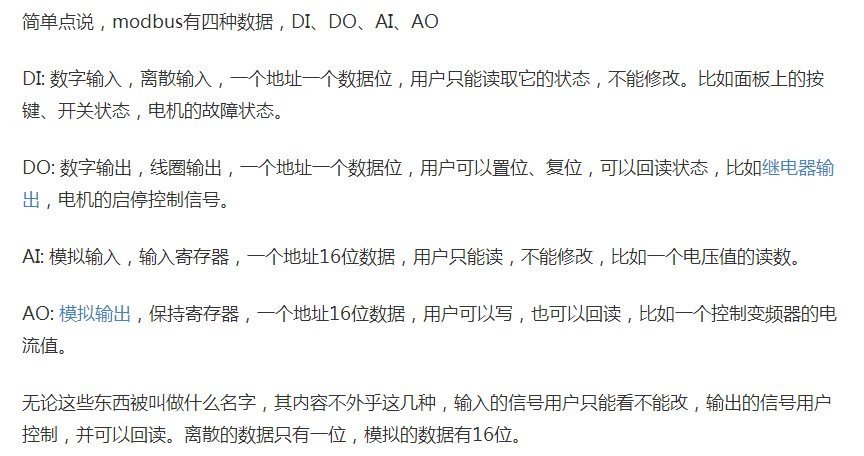 简单点说，modbus有四种数据，DI、DO、AI、AO
DI: 数字输入，离散输入，一个地址一个数据位，用户只能读取它的状态，不能修改。比如面板上的按
键、开关状态，电机的故障状态。
DO: 数字输出，线圈输出，一个地址一个数据位，用户可以置位、复位，可以回读状态，比如继电器输
出，电机的启停控制信号。
AI: 模拟输入，输入寄存器，一个地址16位数据，用户只能读，不能修改，比如一个电压值的读数。
AO: 模拟输出，保持寄存器，一个地址16位数据，用户可以写，也可以回读，比如一个控制变频器的电
流值。
无论这些东西被叫做什么名字，其内容不外乎这几种，输入的信号用户只能看不能改，输出的信号用户
控制，并可以回读。离散的数据只有一位，模拟的数据有16位。